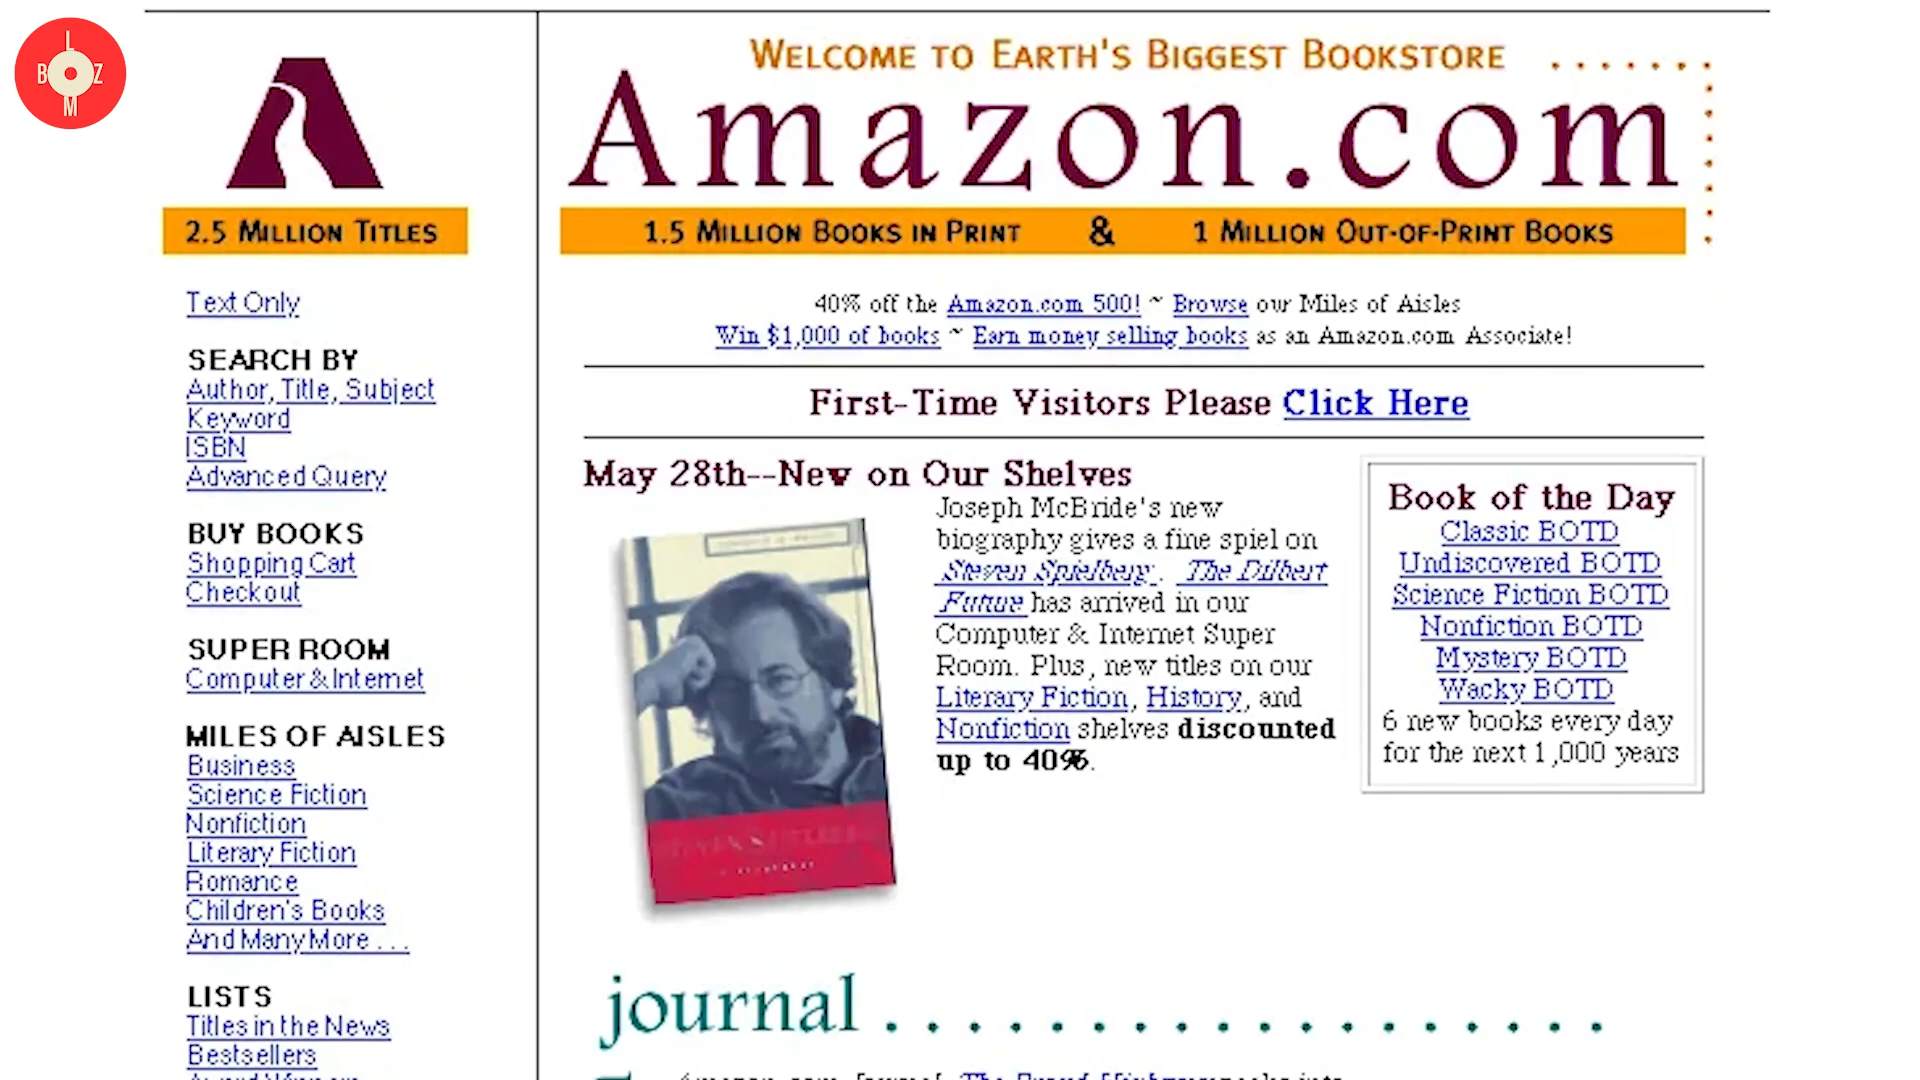 L
B Z
M
2.5 MILLION TITLES
Text Only
SEARCH BY
Author, Title, Subject
Keyword
ISBN
Advanced Query
BUY BOOKS
Shopping Cart
Checkout
SUPER ROOM
Computer & Internet
MILES OF AISLES
Business
Science Fiction
Nonfiction
Literary Fiction
Romance
Children's Books
And Many More . . .
LISTS
Titles in the News
Bestsellers
WELCOME TO EARTH'S BIGGEST BOOKSTORE
Amazon.com
1.5 MILLION BOOKS IN PRINT & 1 MILLION OUT-OF-PRINT BOOKS
40% off the Amazon.com 500! ~ Browse our Miles of Aisles
Win $1,000 of books ~ Earn money selling books as an Amazon.com Associate!
First-Time Visitors Please Click Here
May 28th--New on Our Shelves
Joseph McBride's new
biography gives a fine spiel on
Steven Spielberg. The Dilbert
Future has arrived in our
Computer & Internet Super
Room. Plus, new titles on our
Literary Fiction, History, and
Nonfiction shelves discounted
up to 40%.
Book of the Day
Classic BOTD
Undiscovered BOTD
Science Fiction BOTD
Nonfiction BOTD
Mystery BOTD
Wacky BOTD
6 new books every day
for the next 1,000 years
journal